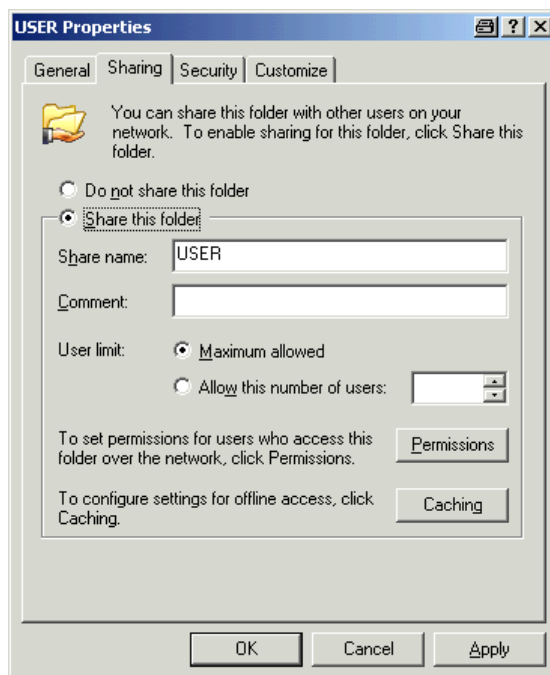 USER Properties
General Sharing Security Customize
You can share this folder with other users on your
network. To enable sharing for this folder, click Share this
folder.
Do not share this folder
Share this folder
Share name: USER
Comment:
User limit: Maximum allowed
Allow this number of users:
To set permissions for users who access this
folder over the network, click Permissions.
Permissions
To configure settings for offline access, click
Caching.
Caching
OK Cancel Apply